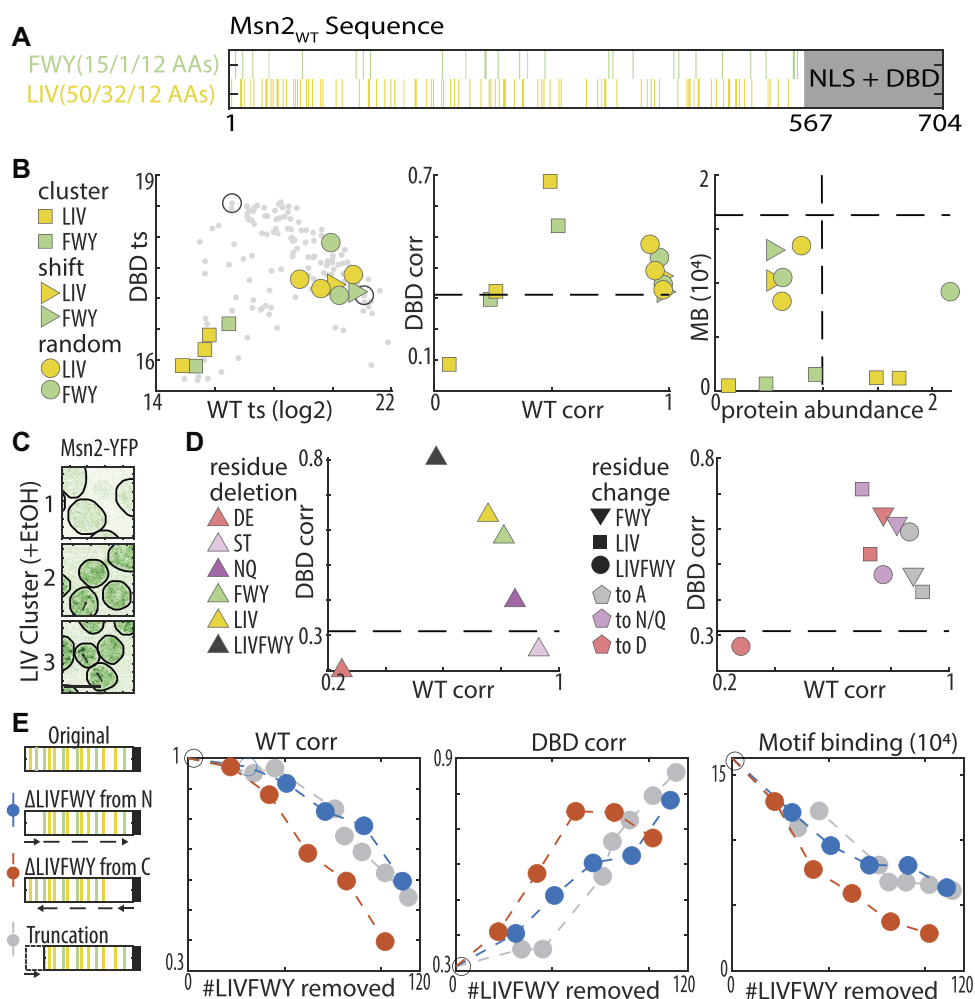 A
Msn2WT Sequence
FWY(15/1/12 AAs)
LIV(50/32/12 AAs)
NLS + DBD
1
567
704
B
cluster
LIV
FWY
shift
LIV
FWY
random
LIV
FWY
19
DBD ts
16
14
WT ts (log2)
22
0.7
DBD corr
0.1
0
WT corr
1
2
MB (10⁴)
0
protein abundance
2
C
Msn2-YFP
LIV Cluster (+EtOH)
1
2
3
D
residue
deletion
DE
ST
NQ
FWY
LIV
LIVFWY
0.8
DBD corr
0.3
0.2
WT corr
1
residue
change
FWY
LIV
LIVFWY
to A
to N/Q
to D
0.8
DBD corr
0.3
0.2
WT corr
1
E
Original
ΔLIVFWY from N
ΔLIVFWY from C
Truncation
WT corr
1
0.3
0
#LIVFWY removed
120
DBD corr
0.9
0.3
0
#LIVFWY removed
120
Motif binding (10⁴)
15
0
0
#LIVFWY removed
120